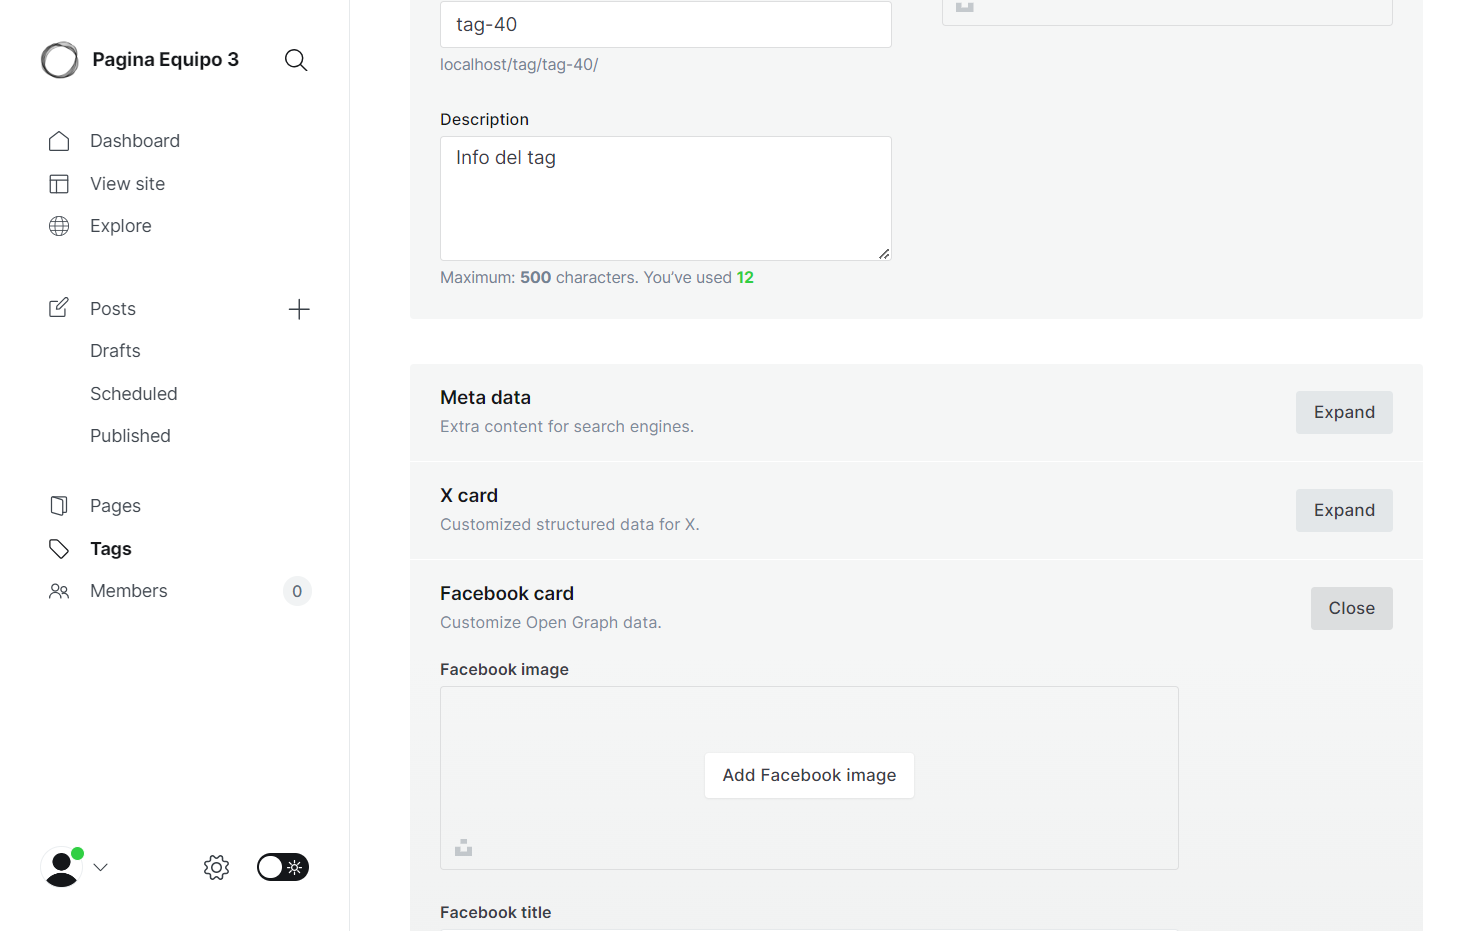 Pagina Equipo 3
Dashboard
View site
Explore
Posts
Drafts
Scheduled
Published
Pages
Tags
Members
0
tag-40
localhost/tag/tag-40/
Description
Info del tag
Maximum: 500 characters. You’ve used 12
Meta data
Extra content for search engines.
Expand
X card
Customized structured data for X.
Expand
Facebook card
Customize Open Graph data.
Close
Facebook image
Add Facebook image
Facebook title